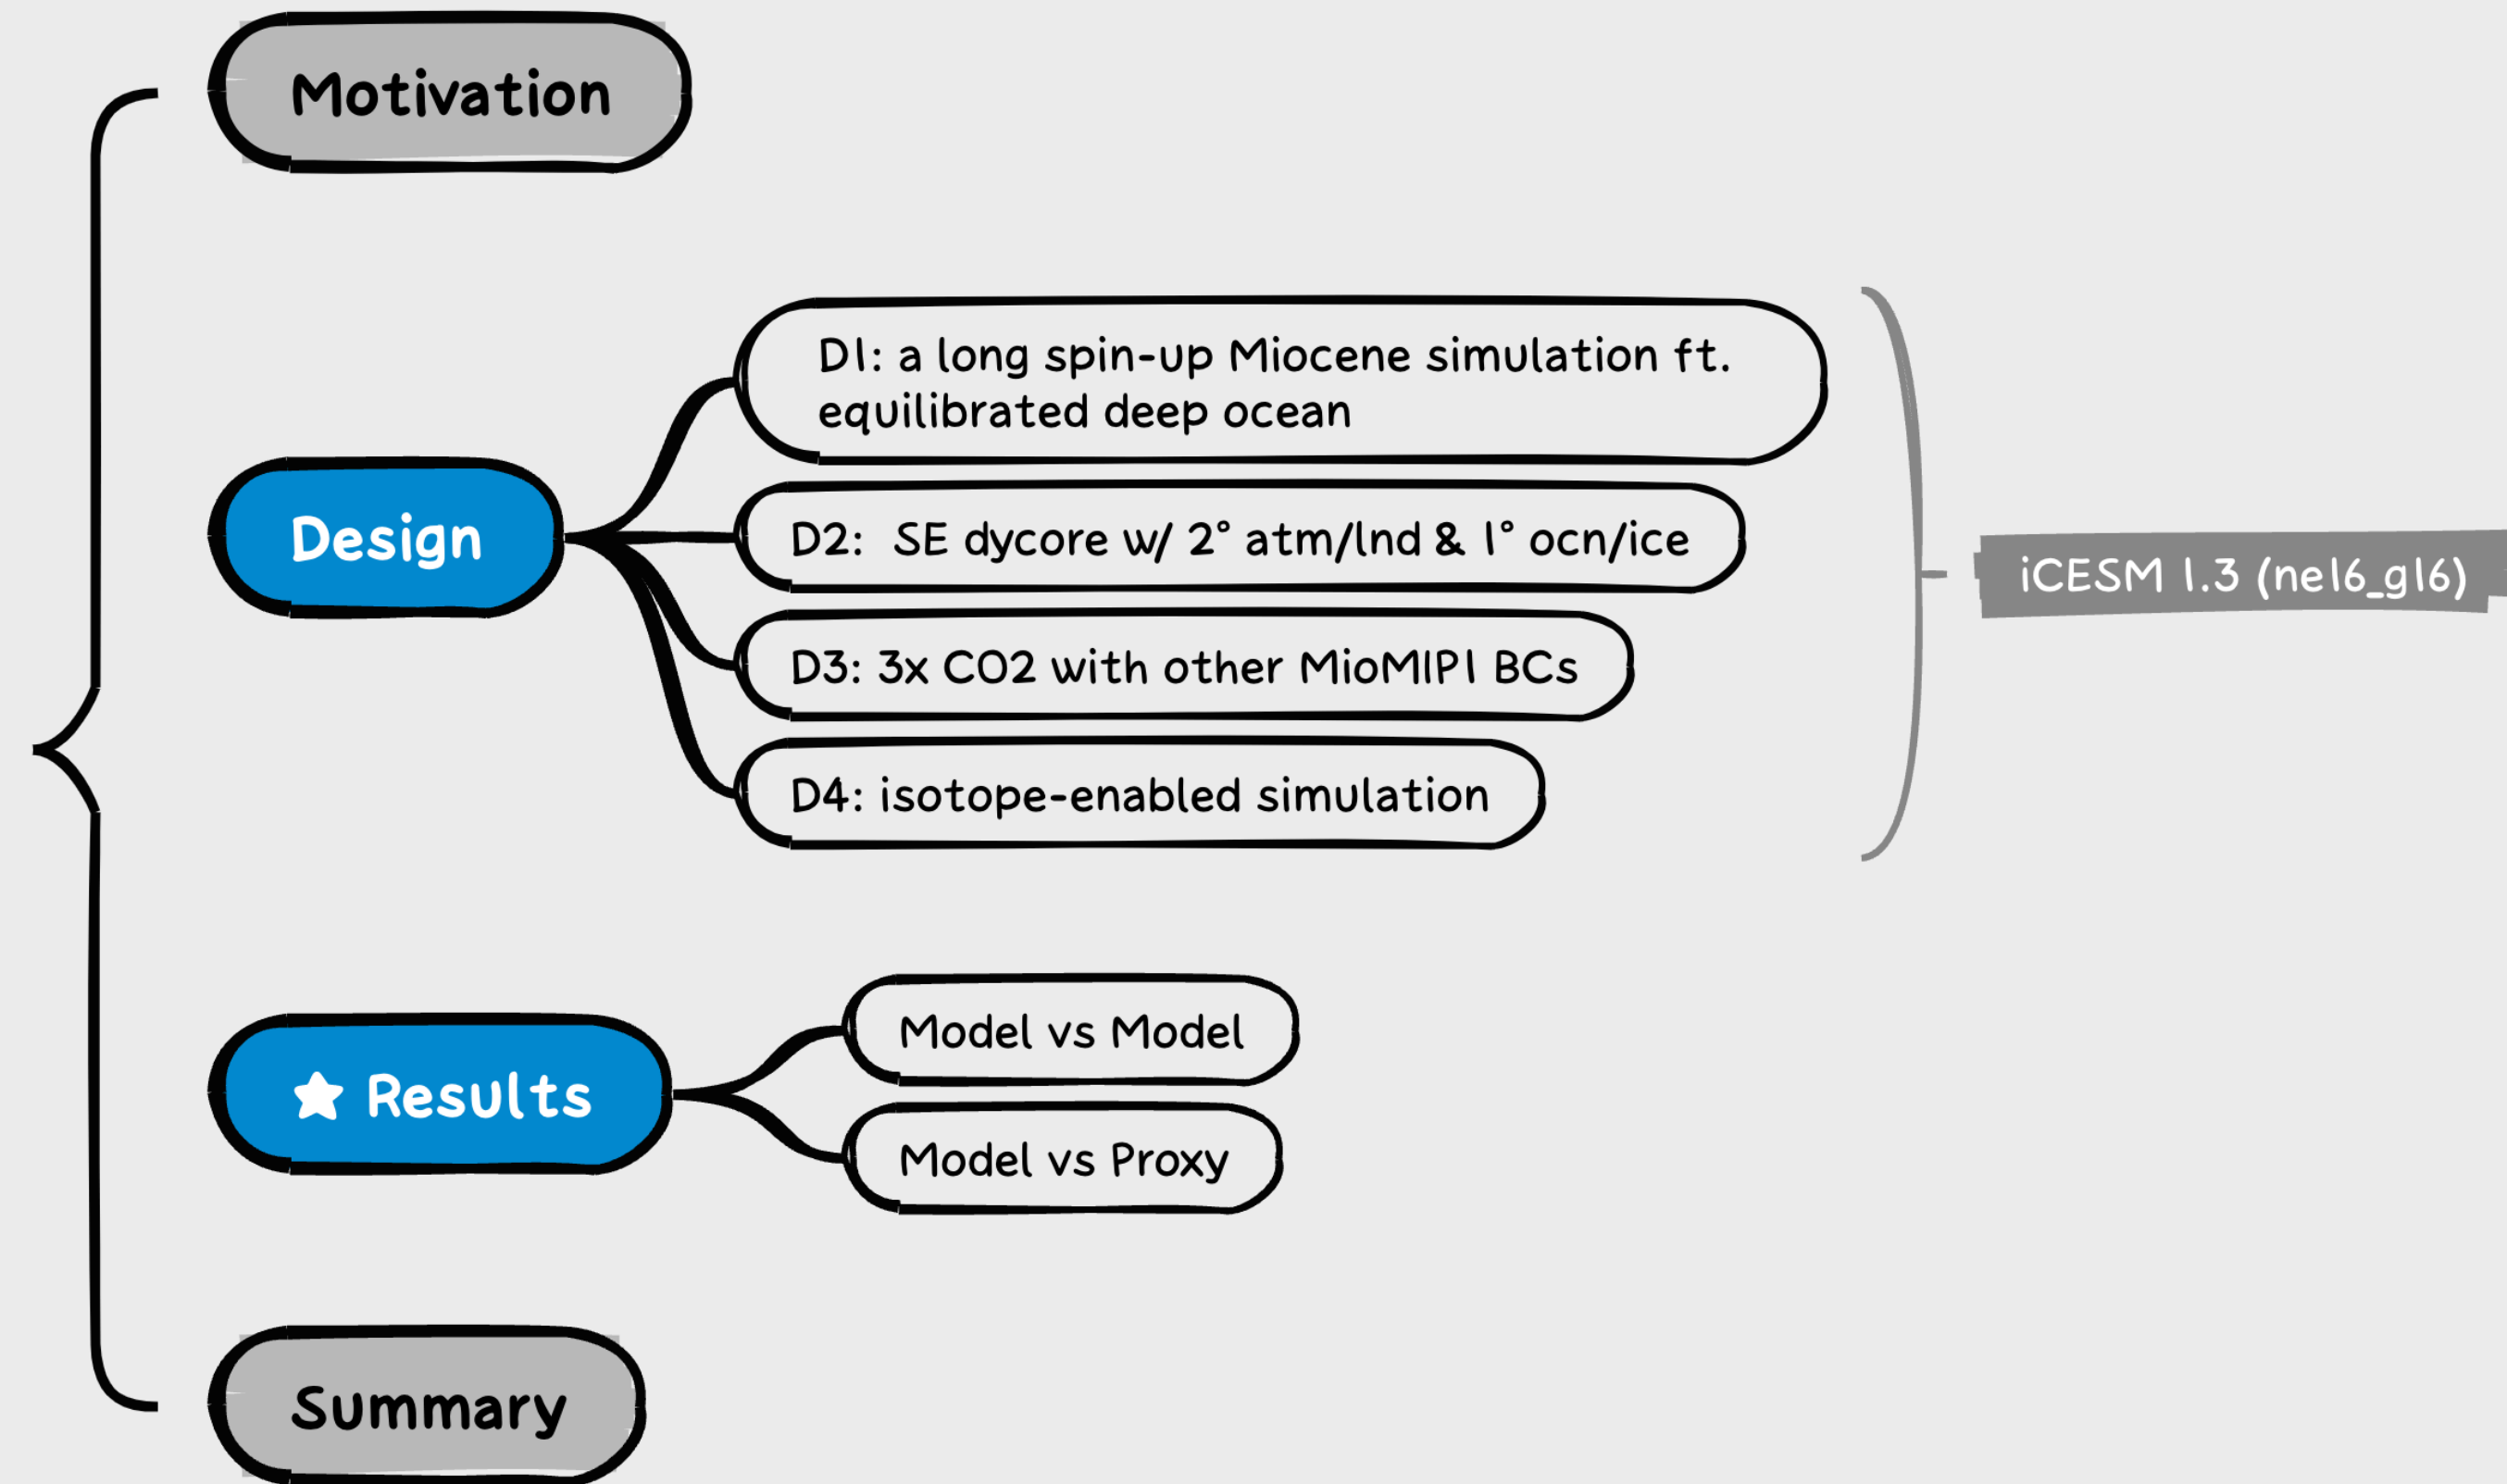 Motivation
D1: a long spin-up Miocene simulation ft.
equilibrated deep ocean
Design
D2: SE dycore w/ 2° atm/lnd & 1° ocn/ice
D3: 3x CO2 with other MioMIP1 BCs
D4: isotope-enabled simulation
iCESM 1.3 (ne16_g16)
★ Results
Model vs Model
Model vs Proxy
Summary